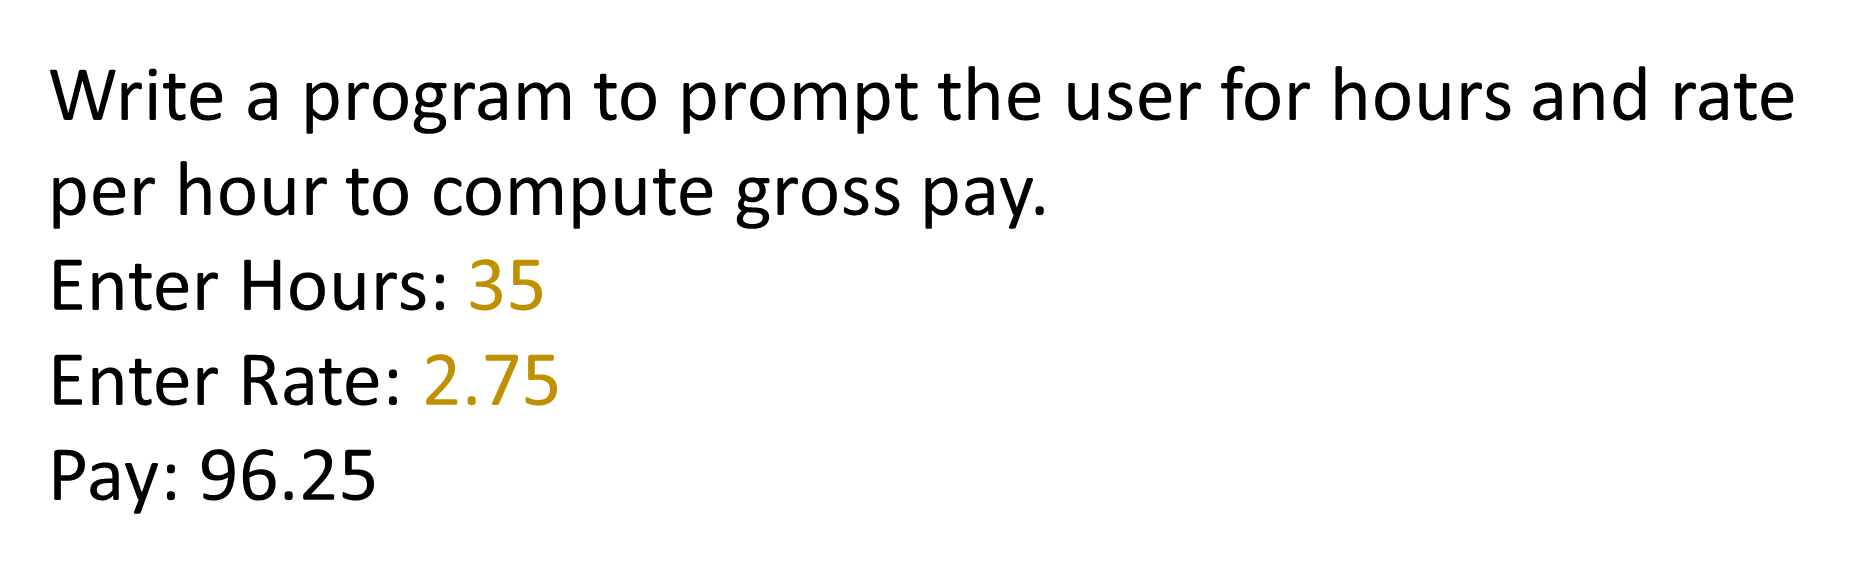 Write a program to prompt the user for hours and rate
per hour to compute gross pay.
Enter Hours: 35
Enter Rate: 2.75
Pay: 96.25